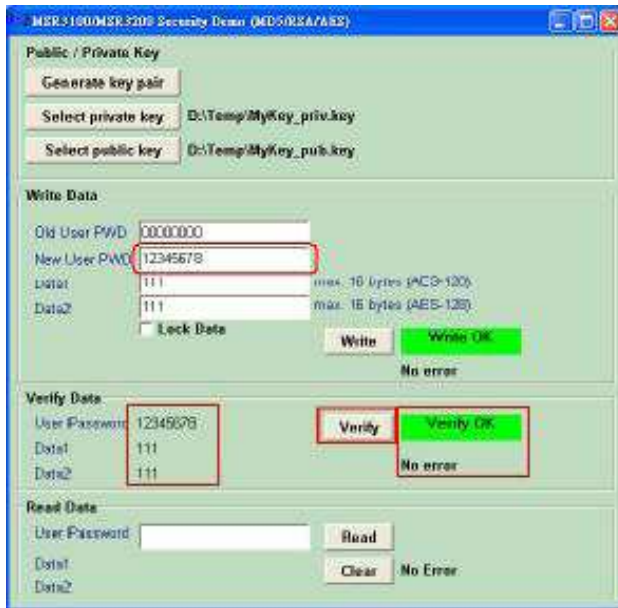 MSR3100/MSR3200 Security Demo (MD5/RSA/AES)
Public / Private Key
Generate key pair
Select private key D:\Temp\MyKey_priv.key
Select public key D:\Temp\MyKey_pub.key
Write Data
Old User PWD 00000000
New User PWD 12345678
Data1 111 max. 16 bytes (AES-128)
Data2 111 max. 16 bytes (AES-128)
Lock Data
Write Write OK
No error
Verify Data
User Password 12345678 Verify Verify OK
Data1 111
No error
Data2 111
Read Data
User Password Read
Data1
Clear No Error
Data2